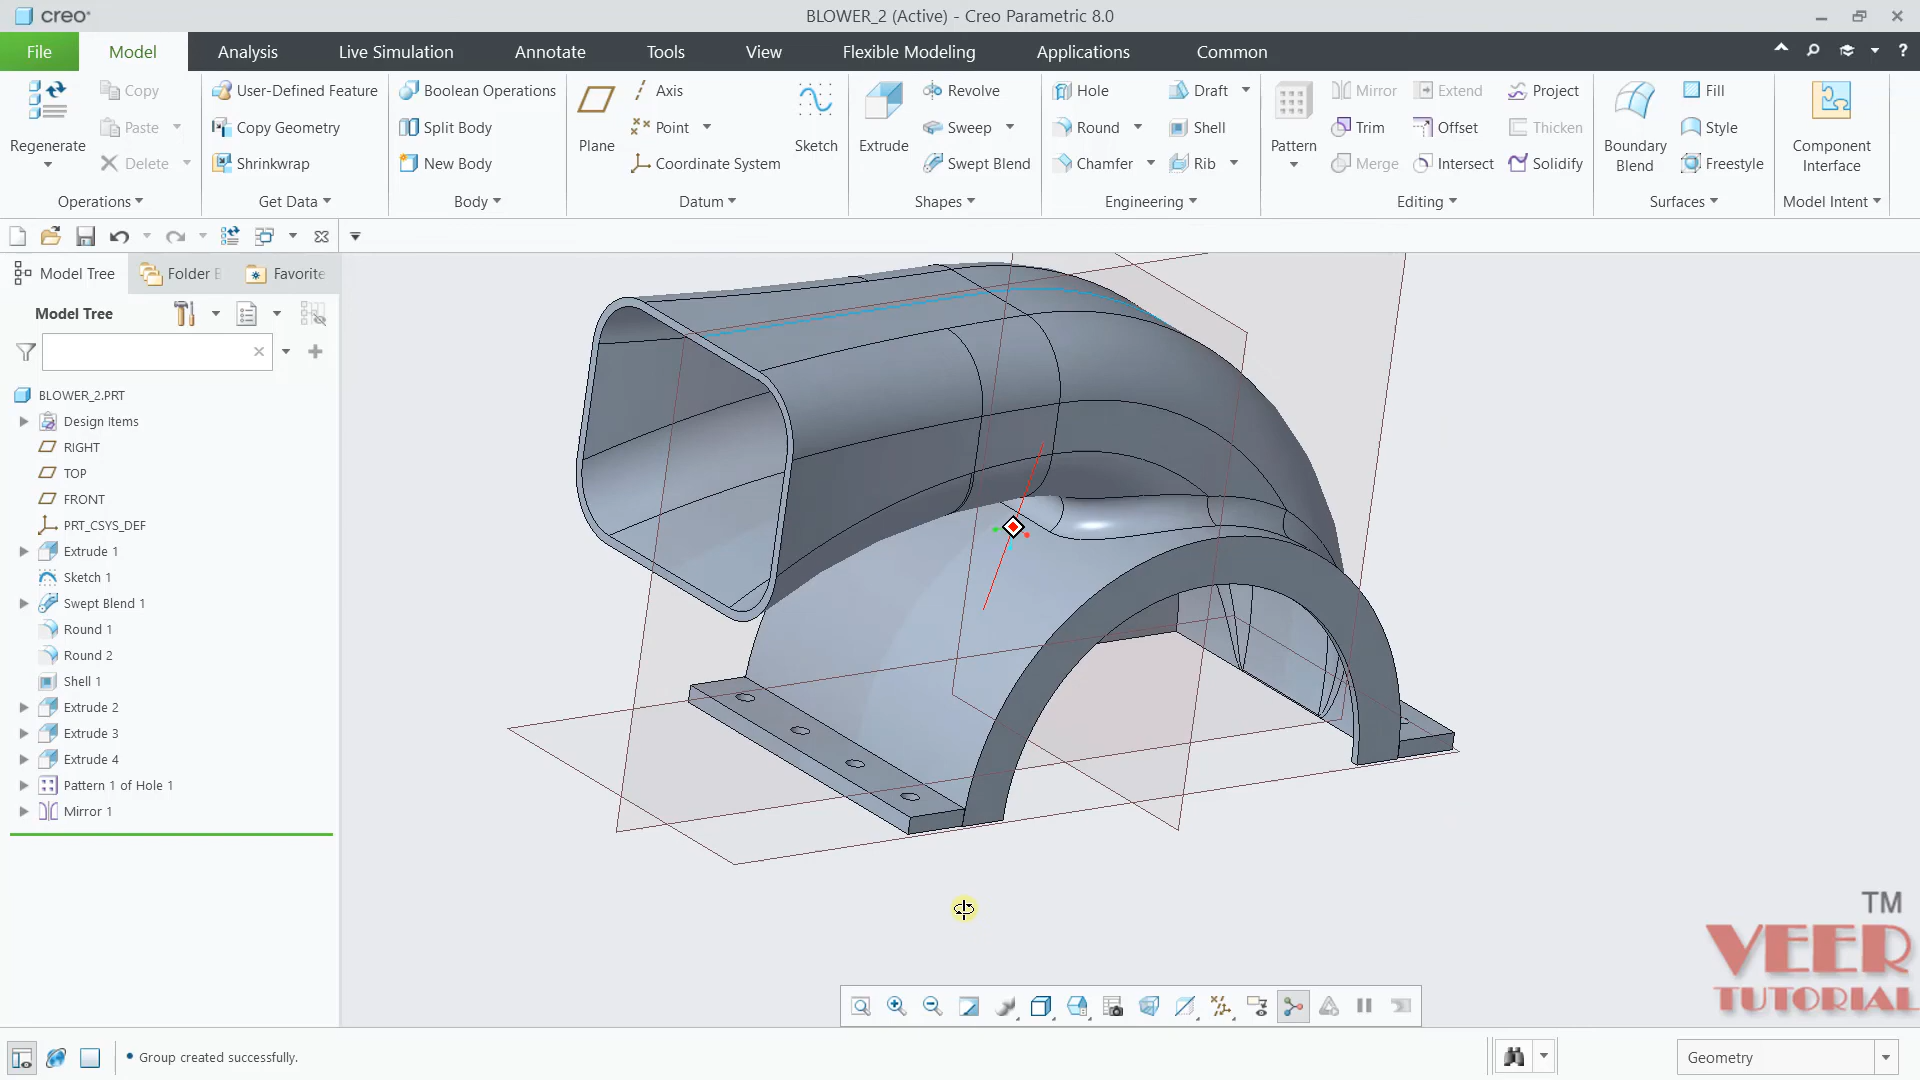 creo
BLOWER_2 (Active) - Creo Parametric 8.0
File Model Analysis Live Simulation Annotate Tools View Flexible Modeling Applications Common
Regenerate
Copy
Paste
Delete
Operations
User-Defined Feature
Copy Geometry
Shrinkwrap
Get Data
Boolean Operations
Split Body
New Body
Body
Plane
Axis
Point
Coordinate System
Sketch
Datum
Extrude
Revolve
Sweep
Swept Blend
Shapes
Hole
Round
Chamfer
Draft
Shell
Rib
Engineering
Pattern
Mirror
Trim
Merge
Extend
Offset
Intersect
Project
Thicken
Solidify
Editing
Boundary
Blend
Fill
Style
Freestyle
Surfaces
Component
Interface
Model Intent
Model Tree
Folder
Favorite
Model Tree
BLOWER_2.PRT
Design Items
RIGHT
TOP
FRONT
PRT_CSYS_DEF
Extrude 1
Sketch 1
Swept Blend 1
Round 1
Round 2
Shell 1
Extrude 2
Extrude 3
Extrude 4
Pattern 1 of Hole 1
Mirror 1
TM
VEER
TUTORIAL
• Group created successfully.
Geometry